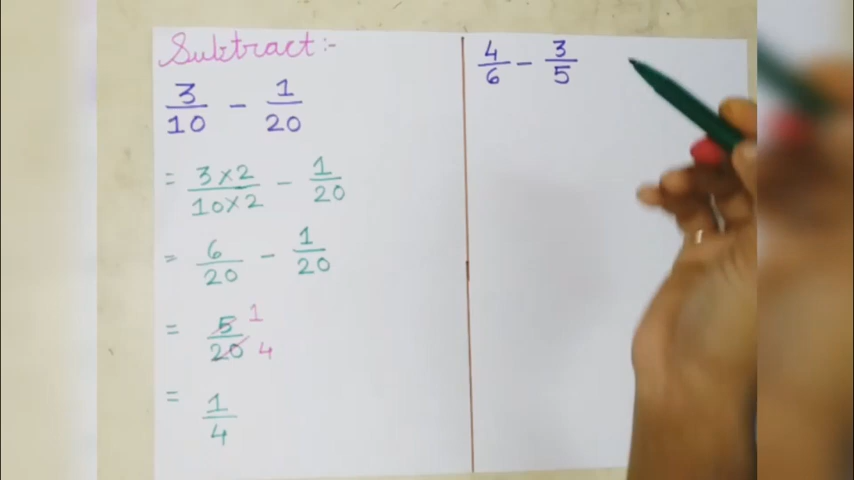 Subtract:-
3/10 - 1/20
= 3×2/10×2 - 1/20
= 6/20 - 1/20
= 5/20 1 4
= 1/4
4/6 - 3/5